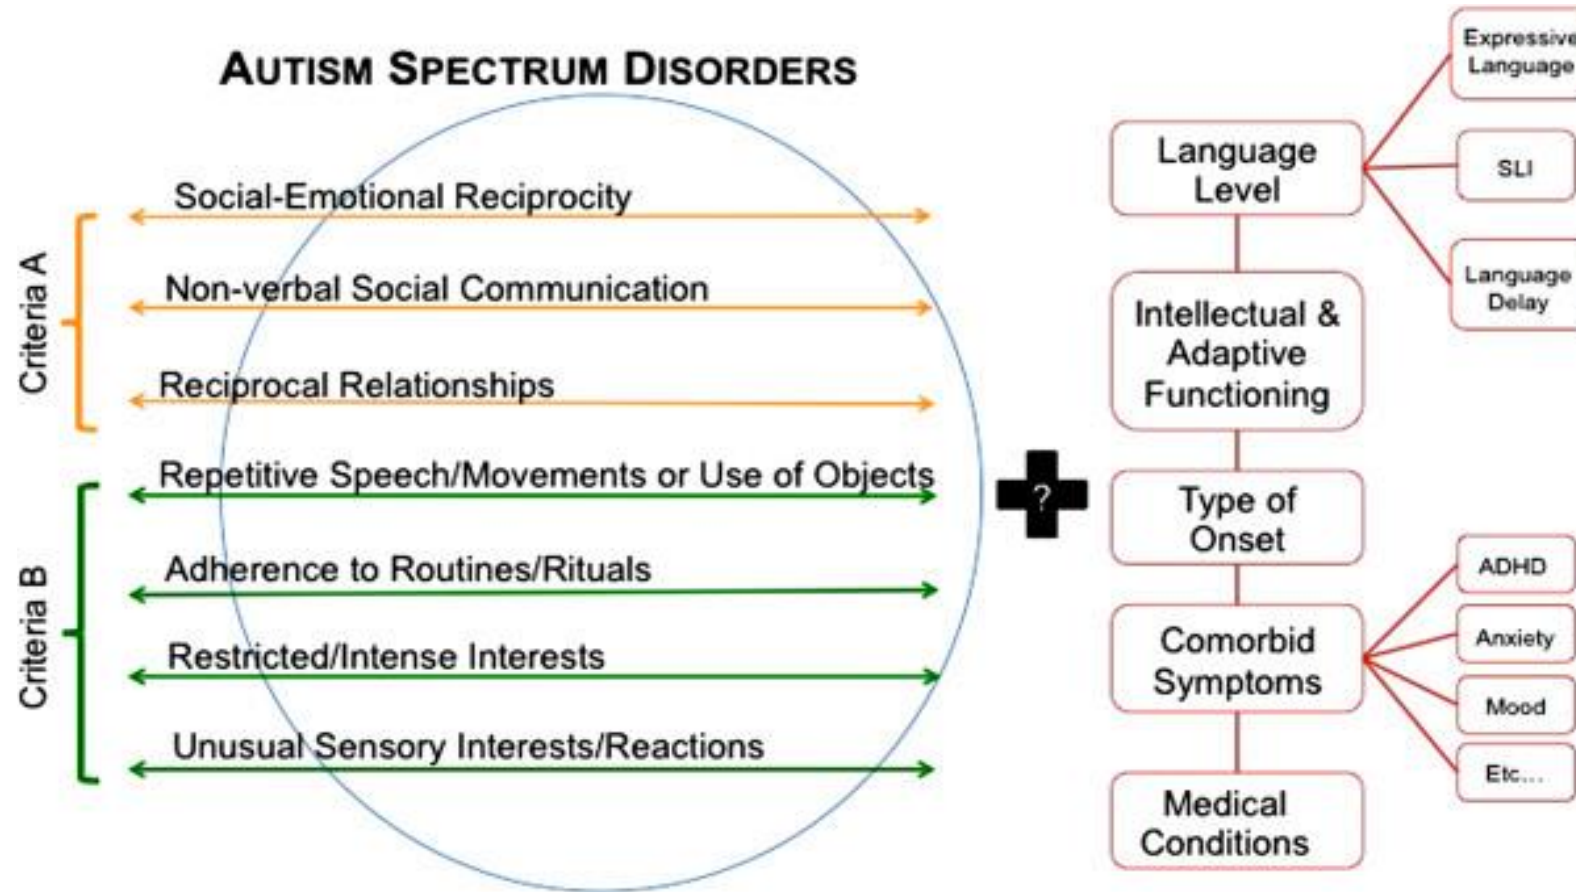 AUTISM SPECTRUM DISORDERS
Criteria A
Social-Emotional Reciprocity
Non-verbal Social Communication
Reciprocal Relationships
Criteria B
Repetitive Speech/Movements or Use of Objects
Adherence to Routines/Rituals
Restricted/Intense Interests
Unusual Sensory Interests/Reactions
?
Language
Level
Expressive
Language
SLI
Language
Delay
Intellectual &
Adaptive
Functioning
Type of
Onset
Comorbid
Symptoms
ADHD
Anxiety
Mood
Etc...
Medical
Conditions